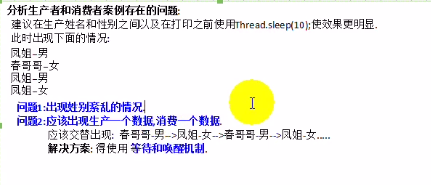 分析生产者和消费者案例存在的问题:
建议在生产姓名和性别之间以及在打印之前使用Thread.sleep(10);使效果更明显.
此时出现下面的情况:
凤姐-男
春哥哥-女
凤姐-男
凤姐-女
问题1:出现姓别紊乱的情况.
问题2:应该出现生产一个数据,消费一个数据.
应该交替出现: 春哥哥-男-->凤姐-女-->春哥哥-男-->凤姐-女.....
解决方案: 得使用 等待和唤醒机制.